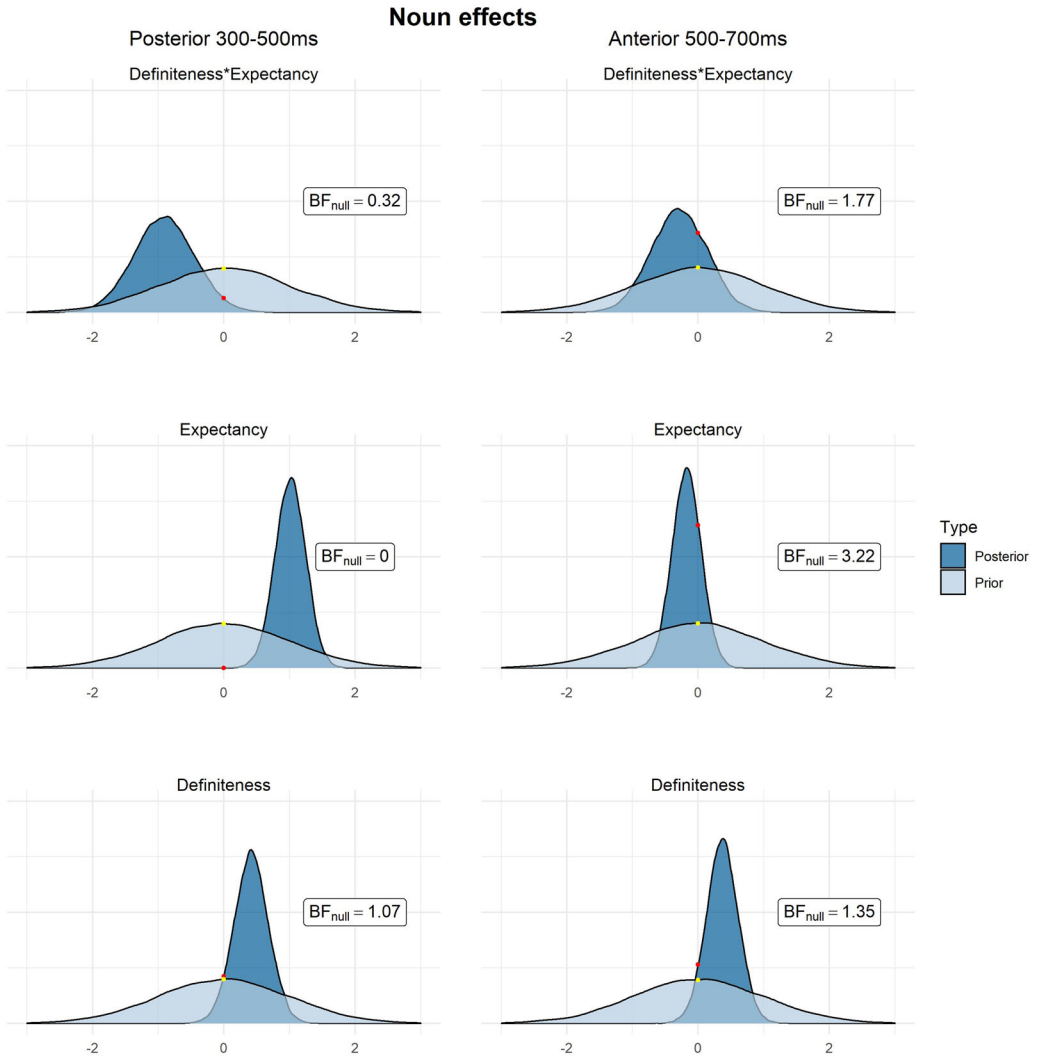 Noun effects
Posterior 300-500ms
Anterior 500-700ms
Definiteness*Expectancy
Definiteness*Expectancy
BFnull = 0.32
BFnull = 1.77
-2 0 2
-2 0 2
Expectancy
Expectancy
BFnull = 0
BFnull = 3.22
Type
Posterior
Prior
-2 0 2
-2 0 2
Definiteness
Definiteness
BFnull = 1.07
BFnull = 1.35
-2 0 2
-2 0 2